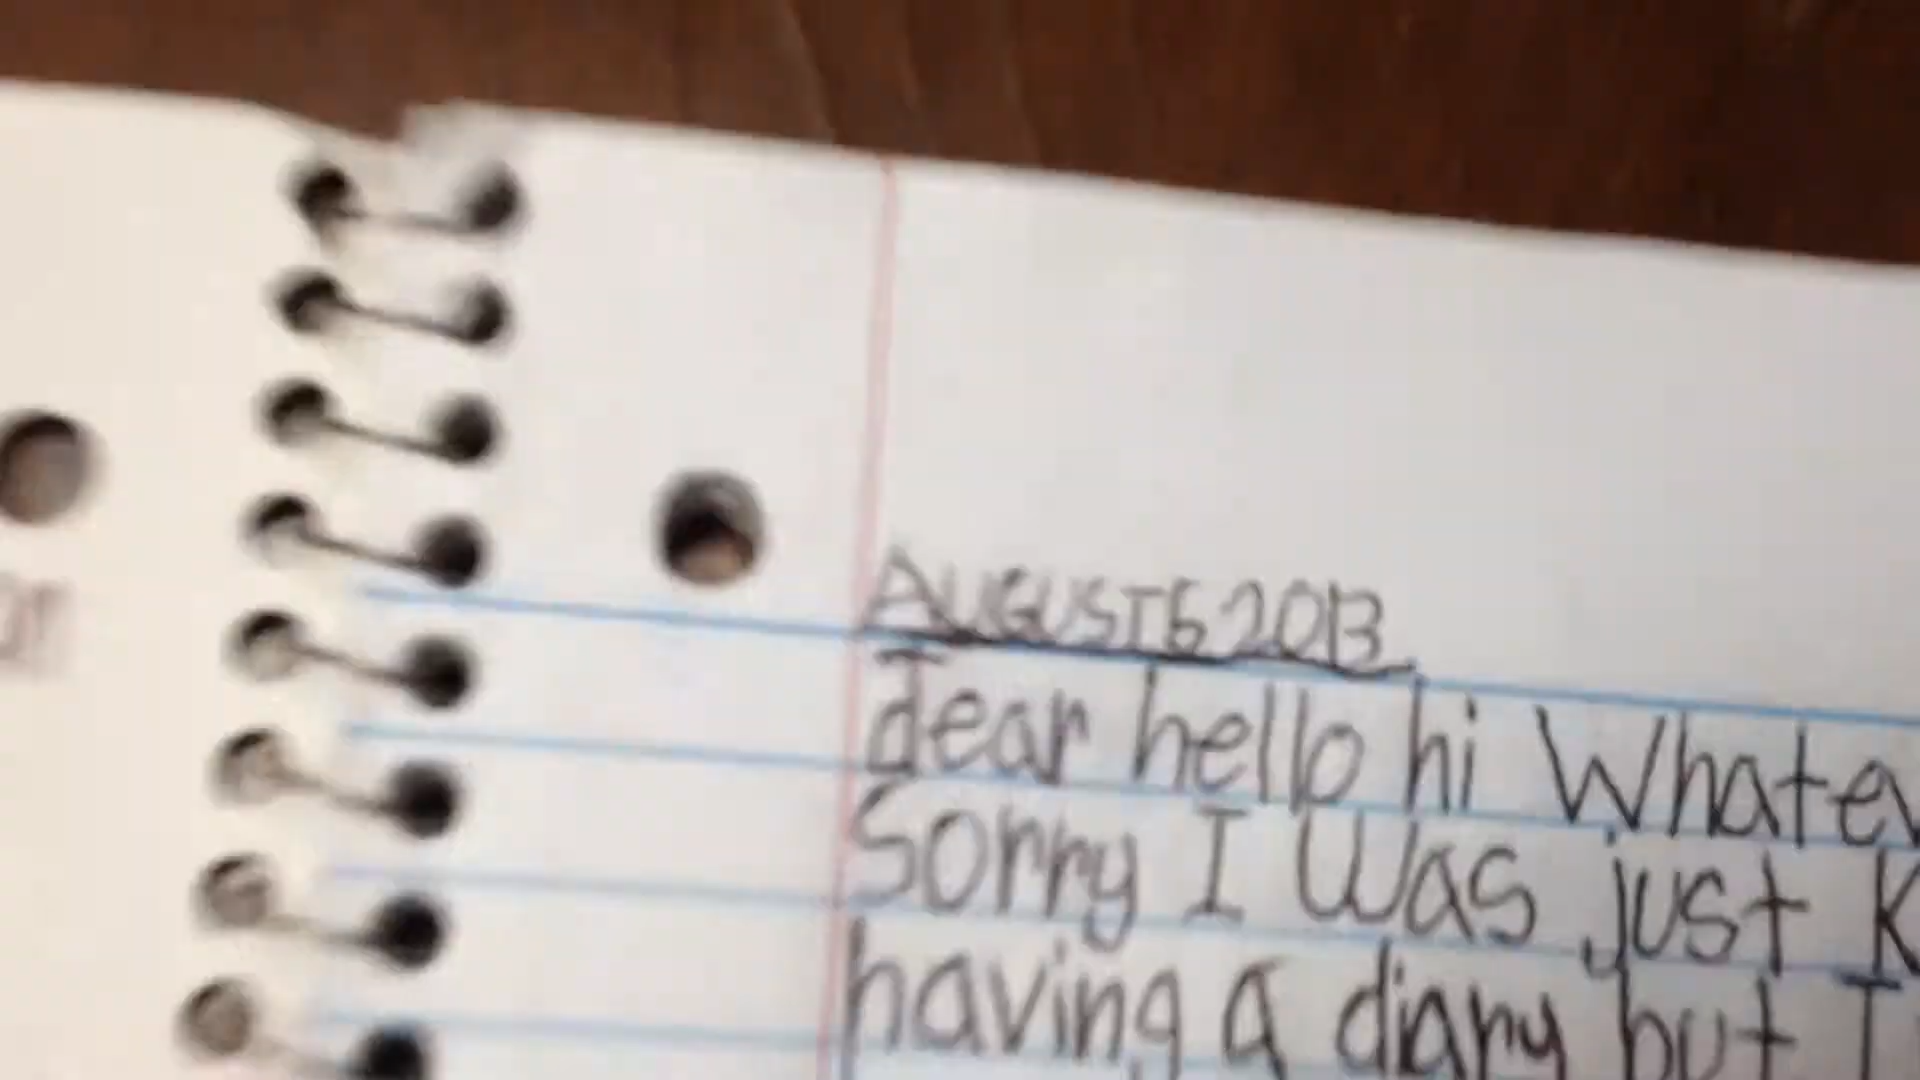 AUGUST 6 2013
dear hello hi Whatev
Sorry I Was just K
having a diary but I